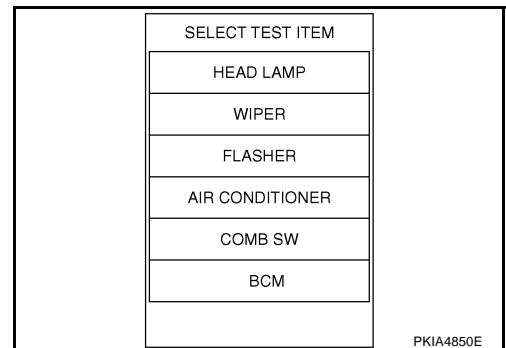 SELECT TEST ITEM
HEAD LAMP
WIPER
FLASHER
AIR CONDITIONER
COMB SW
BCM
PKIA4850E